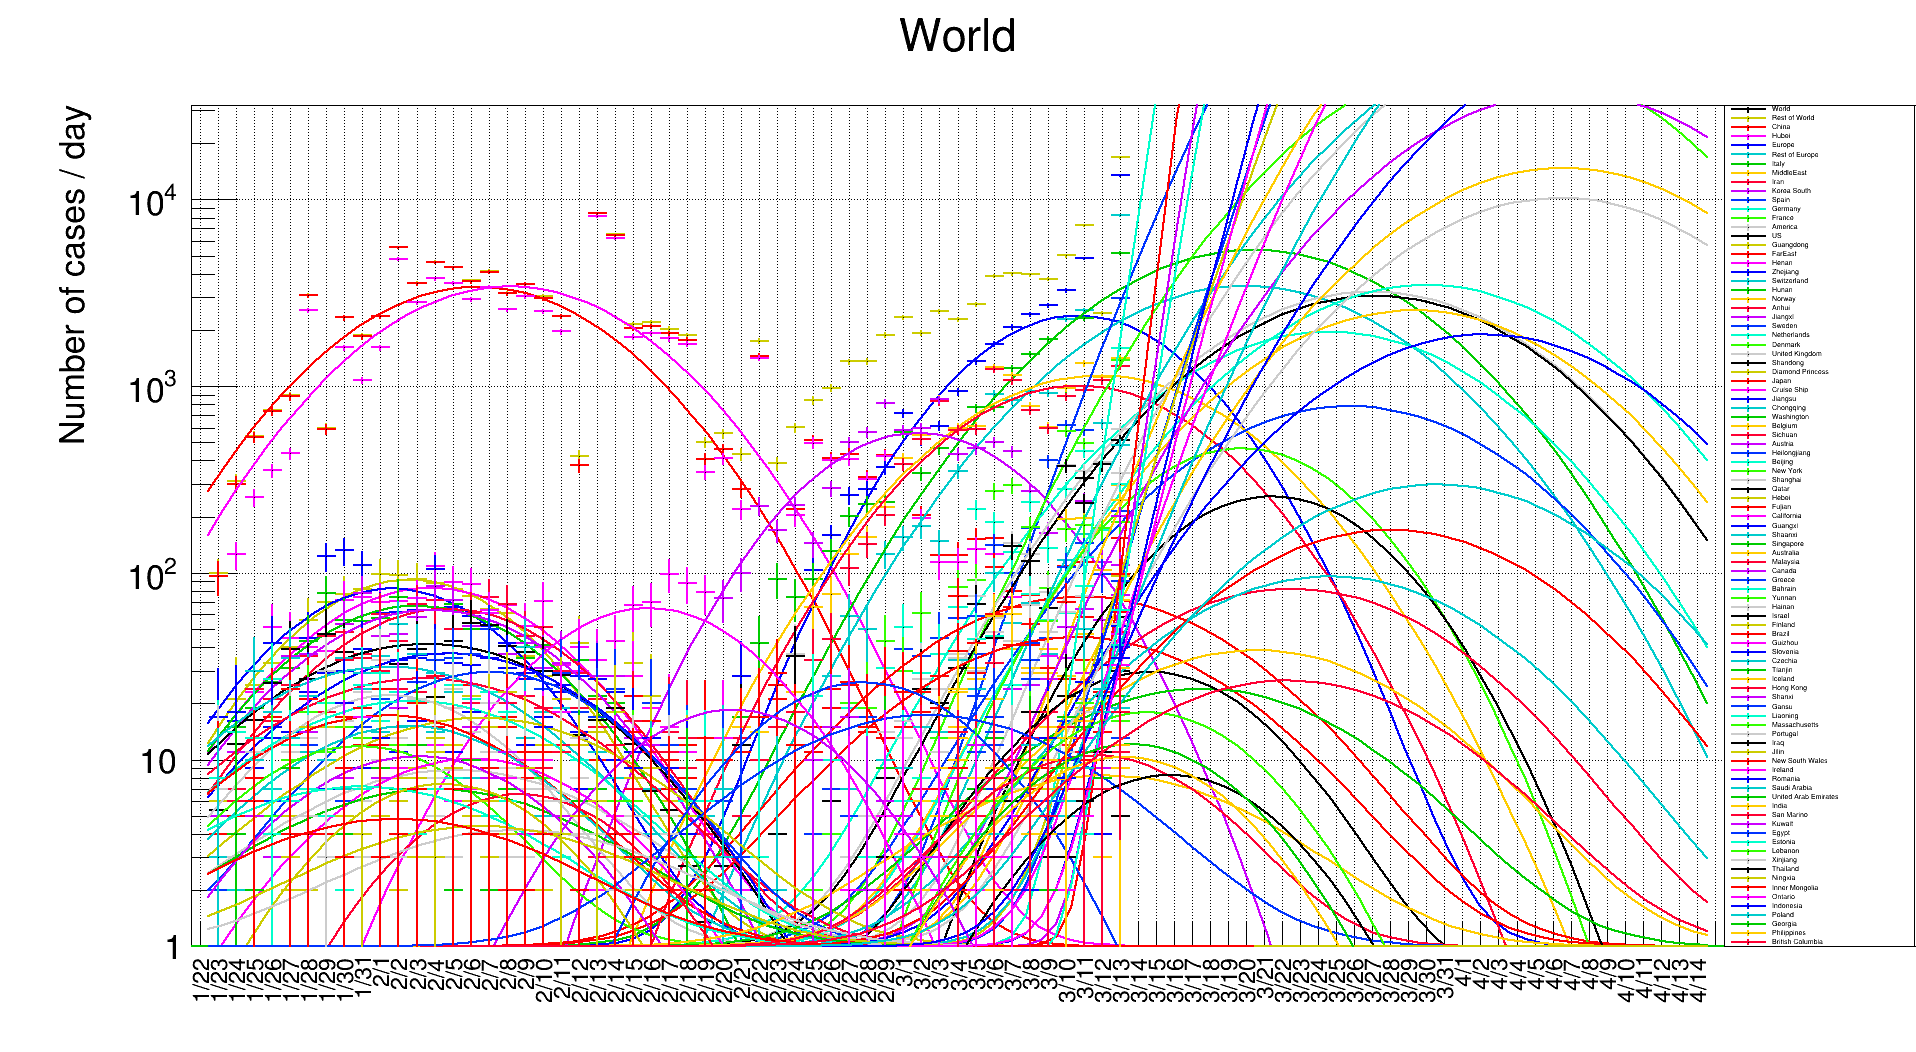 World
Number of cases / day
10⁴
10³
10²
10
1
1/22
1/23
1/24
1/25
1/26
1/27
1/28
1/29
1/30
1/31
2/1
2/2
2/3
2/4
2/5
2/6
2/7
2/8
2/9
2/10
2/11
2/12
2/13
2/14
2/15
2/16
2/17
2/18
2/19
2/20
2/21
2/22
2/23
2/24
2/25
2/26
2/27
2/28
2/29
3/1
3/2
3/3
3/4
3/5
3/6
3/7
3/8
3/9
3/10
3/11
3/12
3/13
3/14
3/15
3/16
3/17
3/18
3/19
3/20
3/21
3/22
3/23
3/24
3/25
3/26
3/27
3/28
3/29
3/30
3/31
4/1
4/2
4/3
4/4
4/5
4/6
4/7
4/8
4/9
4/10
4/11
4/12
4/13
4/14
World
Rest of World
China
Hubei
Europe
Rest of Europe
Italy
MiddleEast
Iran
Korea South
Spain
Germany
France
America
US
Guangdong
FarEast
Henan
Zhejiang
Switzerland
Hunan
Norway
Anhui
Jiangxi
Sweden
Netherlands
Denmark
United Kingdom
Shandong
Diamond Princess
Japan
Cruise Ship
Jiangsu
Chongqing
Washington
Belgium
Sichuan
Austria
Heilongjiang
Beijing
New York
Shanghai
Qatar
Hebei
Fujian
California
Guangxi
Shaanxi
Singapore
Australia
Malaysia
Canada
Greece
Bahrain
Yunnan
Hainan
Israel
Finland
Brazil
Guizhou
Slovenia
Czechia
Tianjin
Iceland
Hong Kong
Shanxi
Gansu
Liaoning
Massachusetts
Portugal
Iraq
Jilin
New South Wales
Ireland
Romania
Saudi Arabia
United Arab Emirates
India
San Marino
Kuwait
Egypt
Estonia
Lebanon
Xinjiang
Thailand
Ningxia
Inner Mongolia
Ontario
Indonesia
Poland
Georgia
Philippines
British Columbia